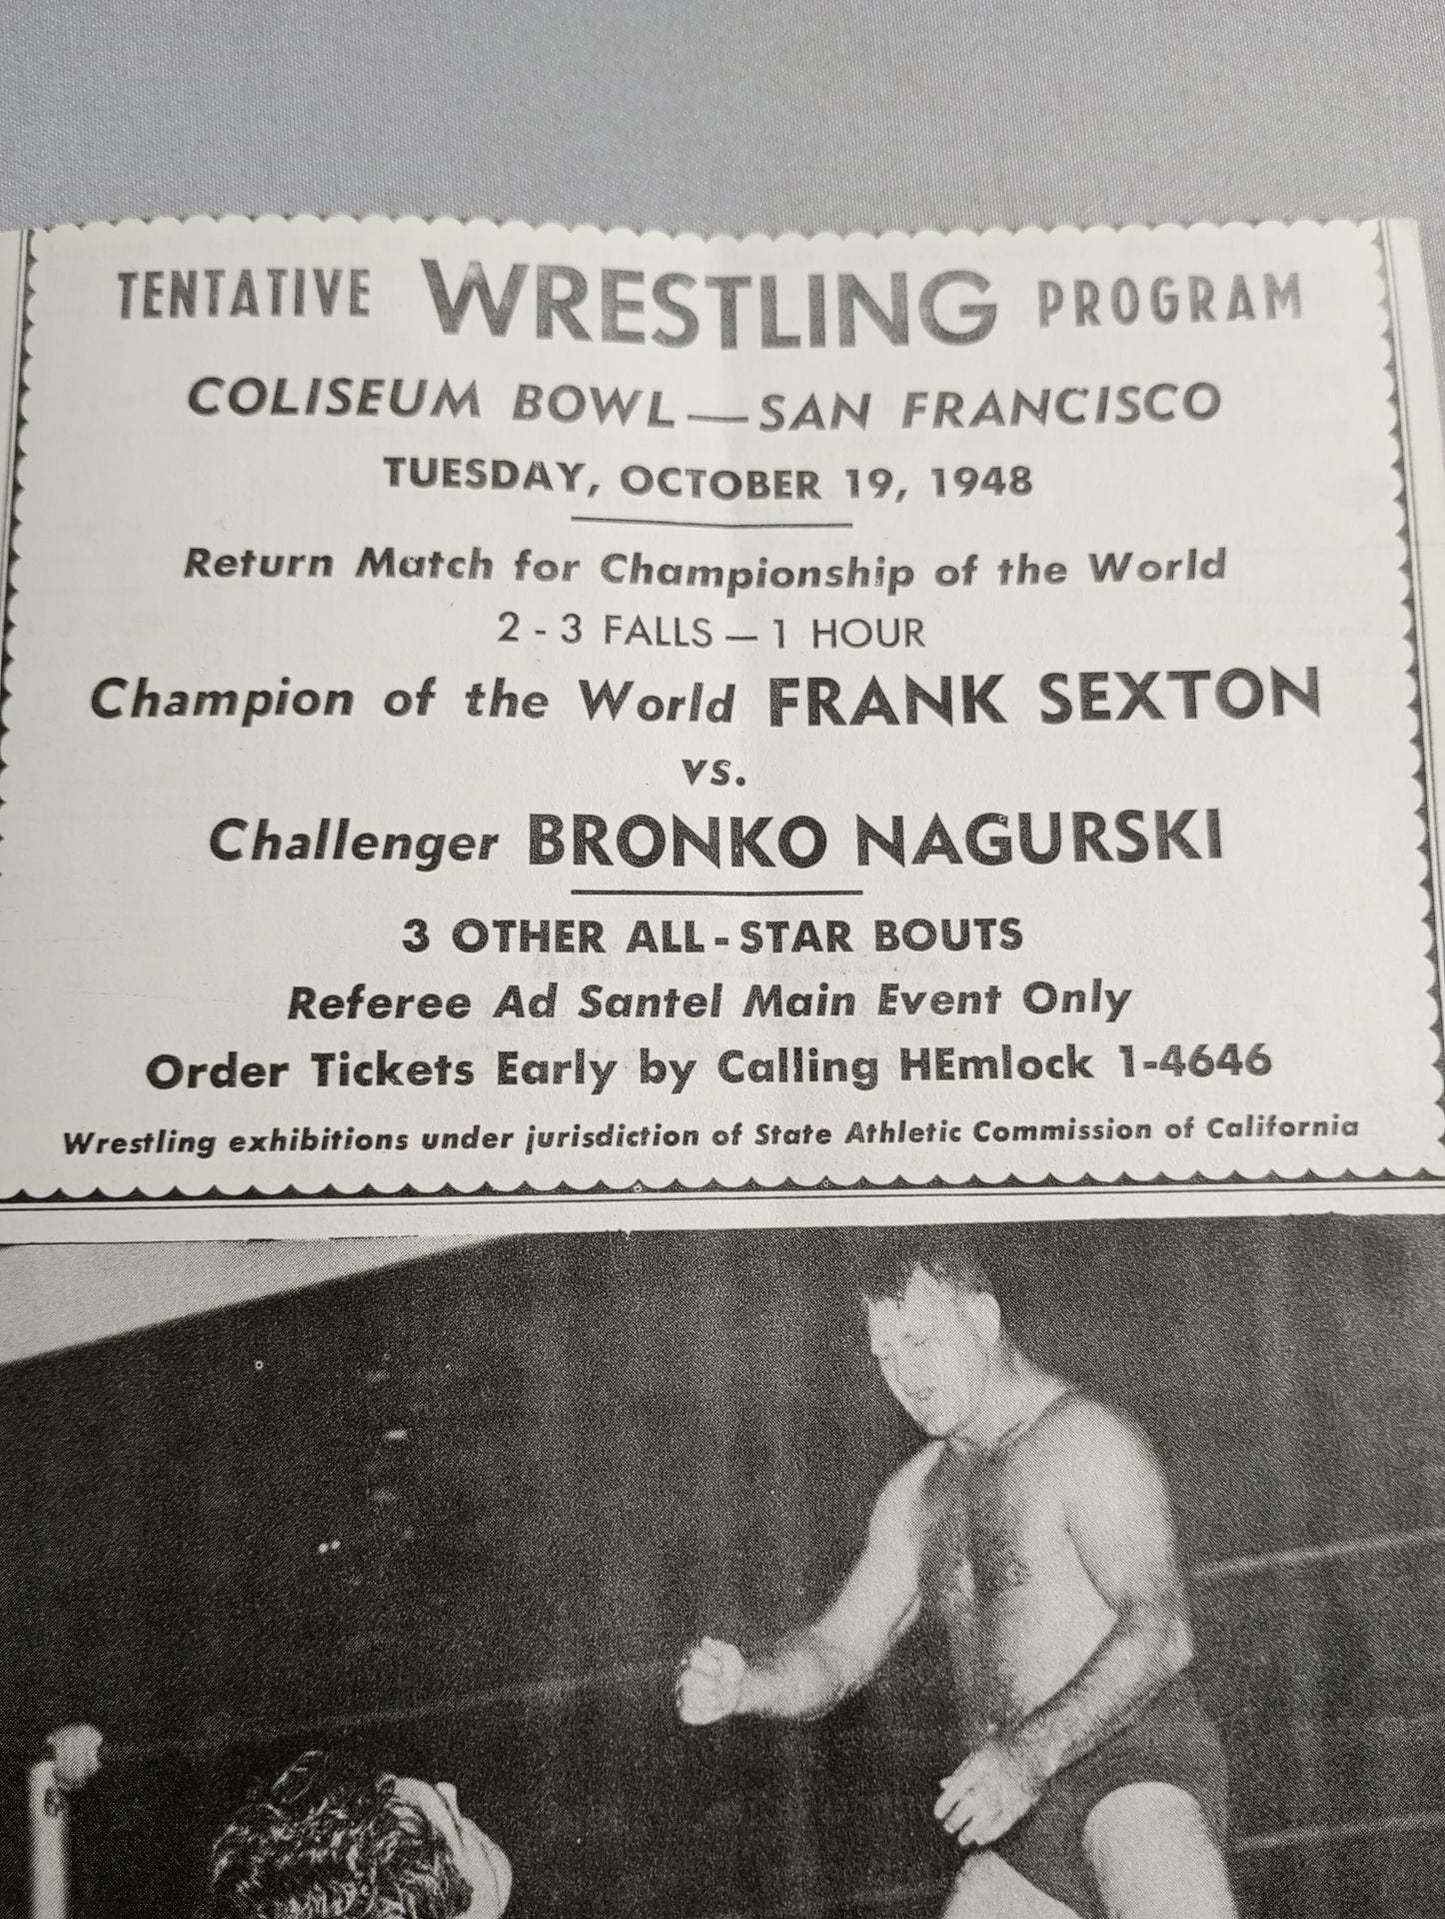 TENTATIVE WRESTLING PROGRAM
COLISEUM BOWL — SAN FRANCISCO
TUESDAY, OCTOBER 19, 1948
Return Match for Championship of the World
2 - 3 FALLS — 1 HOUR
Champion of the World FRANK SEXTON
vs.
Challenger BRONKO NAGURSKI
3 OTHER ALL-STAR BOUTS
Referee Ad Santel Main Event Only
Order Tickets Early by Calling HEmlock 1-4646
Wrestling exhibitions under jurisdiction of State Athletic Commission of California